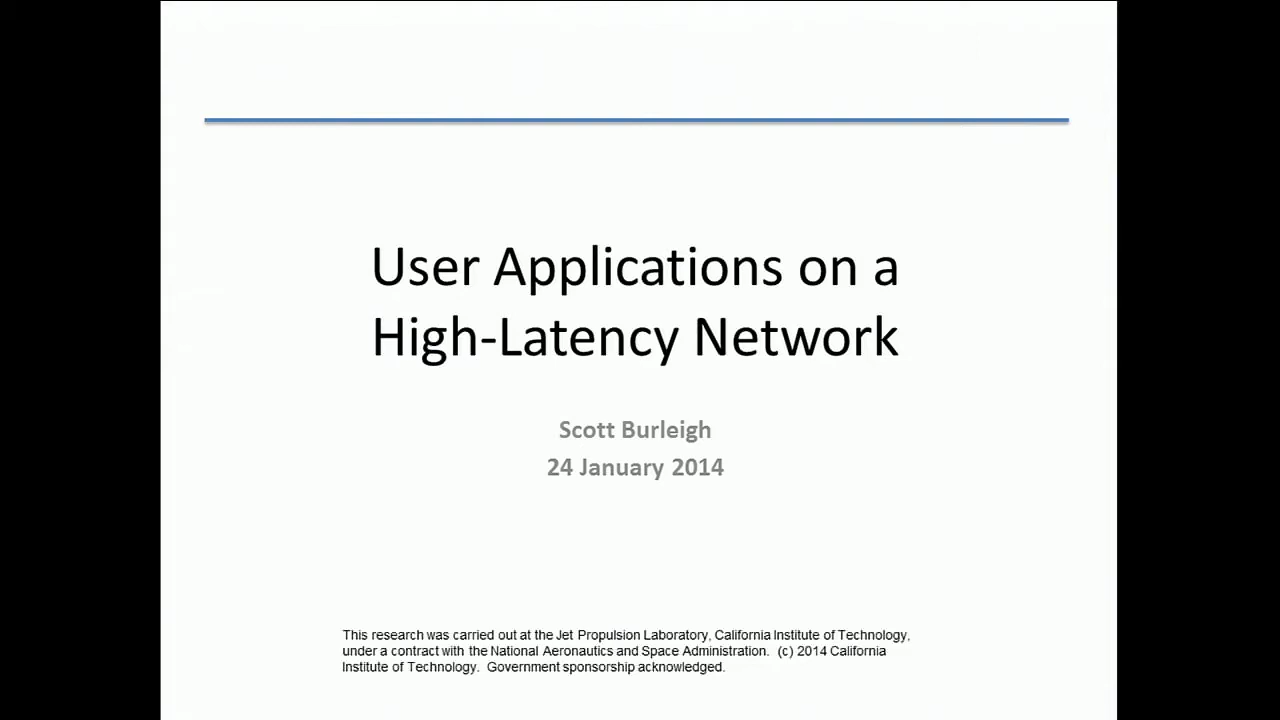 User Applications on a
High-Latency Network
Scott Burleigh
24 January 2014
This research was carried out at the Jet Propulsion Laboratory, California Institute of Technology,
under a contract with the National Aeronautics and Space Administration.  (c) 2014 California
Institute of Technology.  Government sponsorship acknowledged.